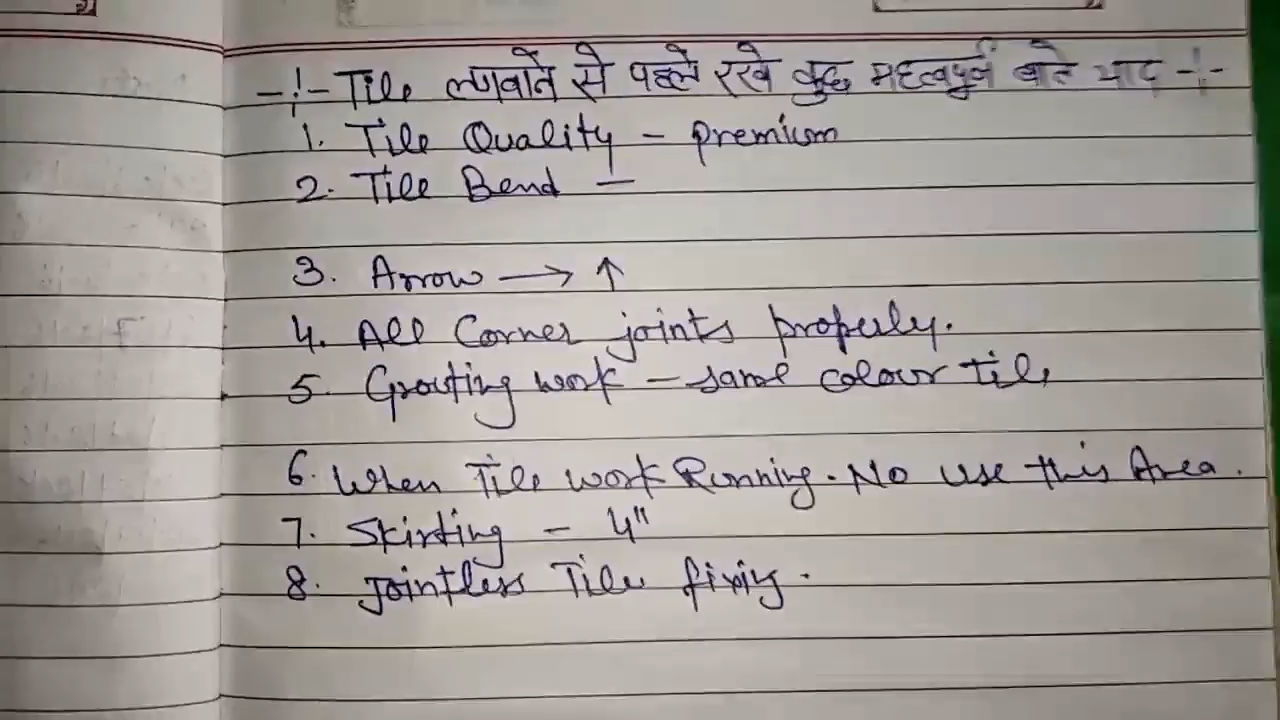 -:- Tile लगवाने से पहले रखे कुछ महत्वपूर्ण बाते याद -:-
1. Tile Quality - premium
2. Tile Bend -
3. Arrow → ↑
4. All Corner joints properly.
5. Grouting work - same colour tile
6. When Tile work Running. No use this Area.
7. Skirting - 4"
8. Jointless Tile fixing.